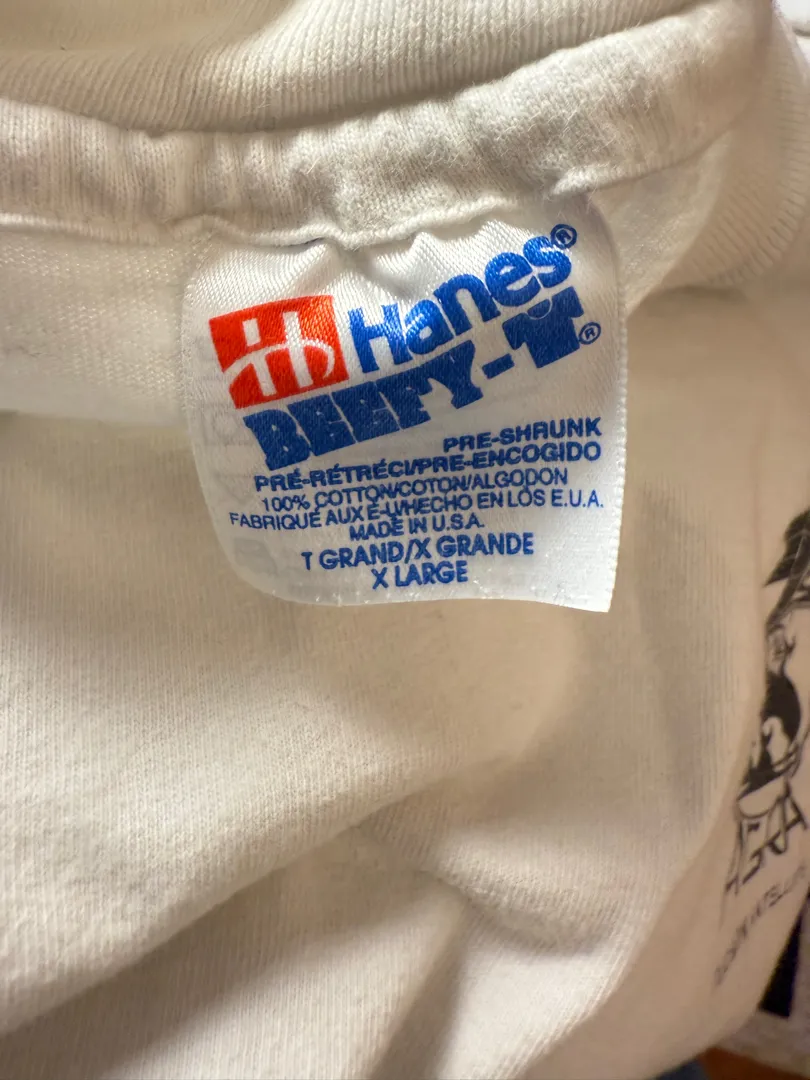 Hanes®
BEEFY-T®
PRE-SHRUNK
PRÉ-RÉTRÉCI/PRE-ENCOGIDO
100% COTTON/COTON/ALGODON
FABRIQUÉ AUX É-U/HECHO EN LOS E.U.A.
MADE IN U.S.A.
T GRAND/X GRANDE
X LARGE